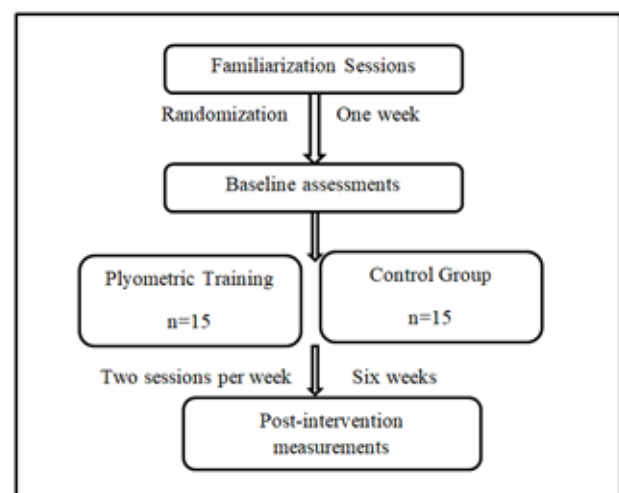 Familiarization Sessions
Randomization One week
Baseline assessments
Plyometric Training
n=15
Control Group
n=15
Two sessions per week Six weeks
Post-intervention
measurements